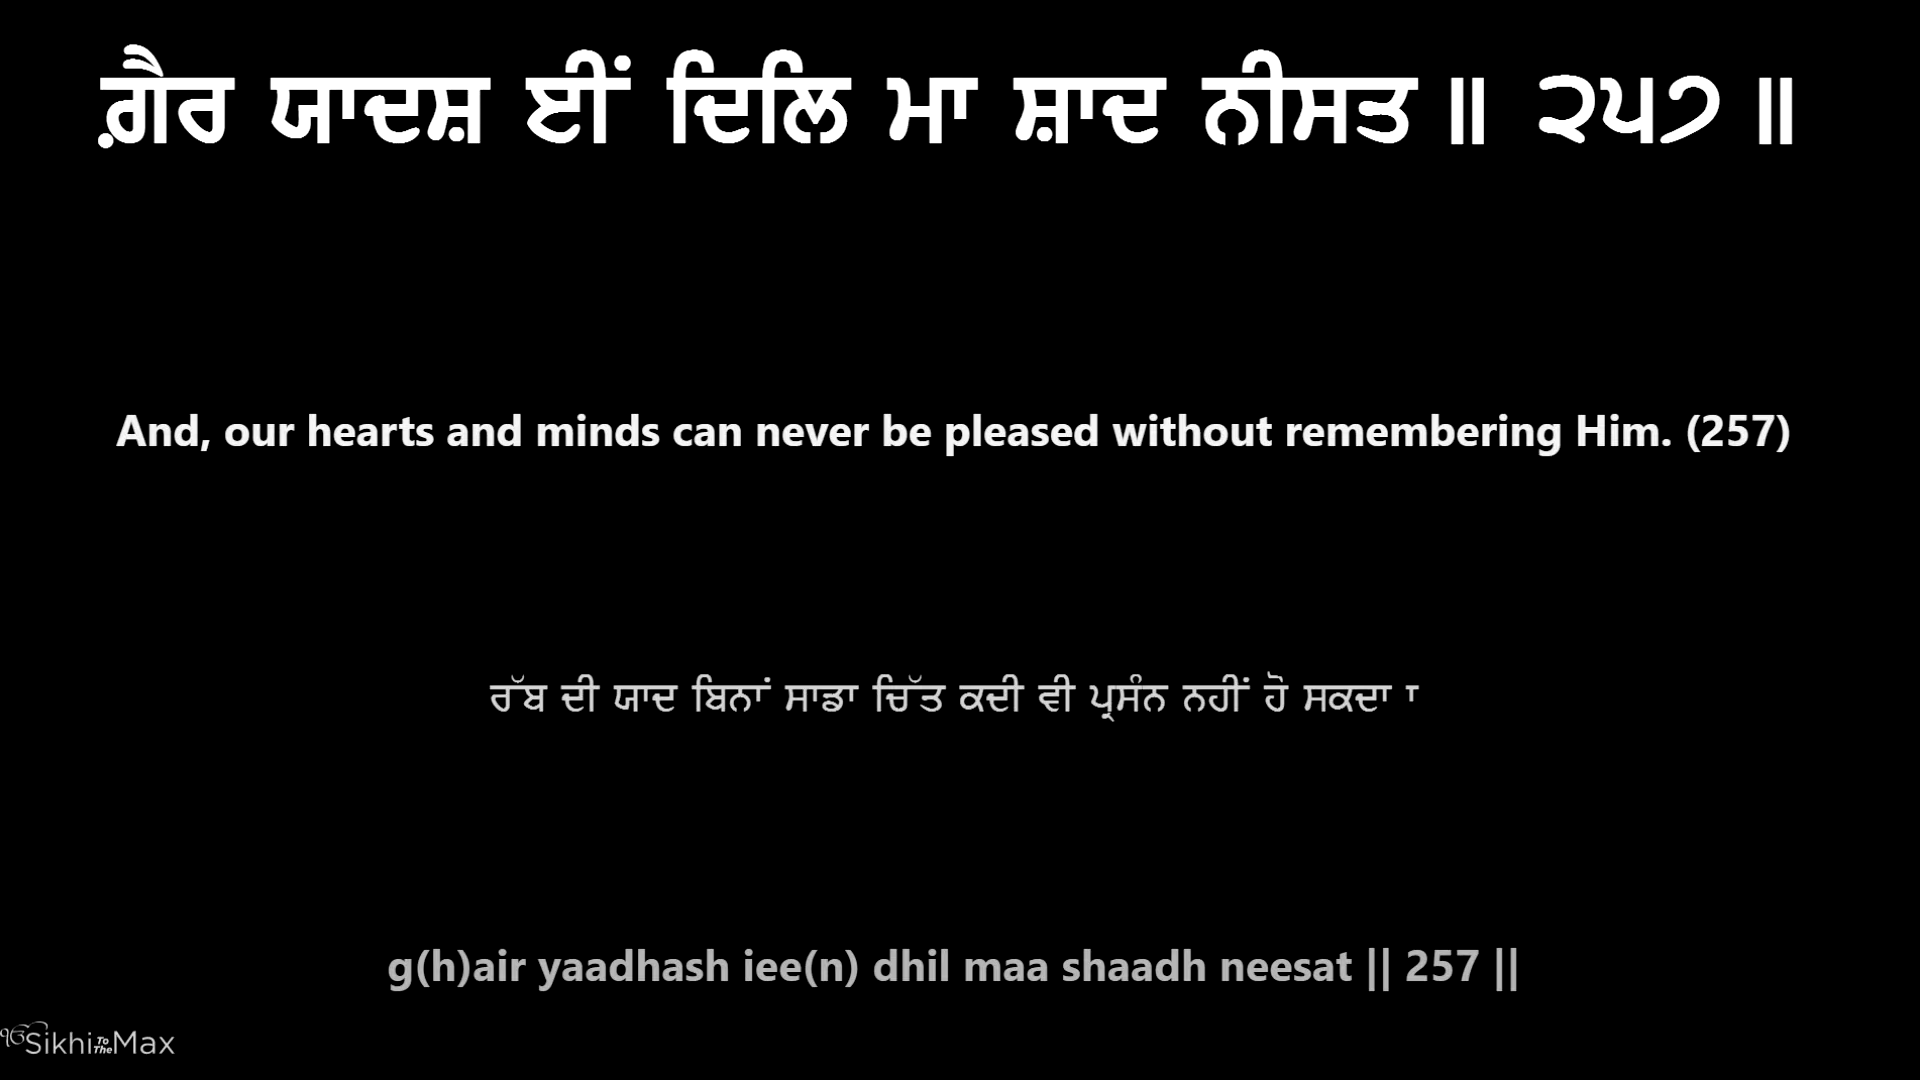 ਗ਼ੈਰ ਯਾਦਸ਼ ਈਂ ਦਿਲਿ ਮਾ ਸ਼ਾਦ ਨੀਸਤ ॥ ੨੫੭ ॥
And, our hearts and minds can never be pleased without remembering Him. (257)
ਰੱਬ ਦੀ ਯਾਦ ਬਿਨਾਂ ਸਾਡਾ ਚਿੱਤ ਕਦੀ ਵੀ ਪ੍ਰਸੰਨ ਨਹੀਂ ਹੋ ਸਕਦਾ ਾ
g(h)air yaadhash iee(n) dhil maa shaadh neesat || 257 ||
ੴSikhiToTheMax